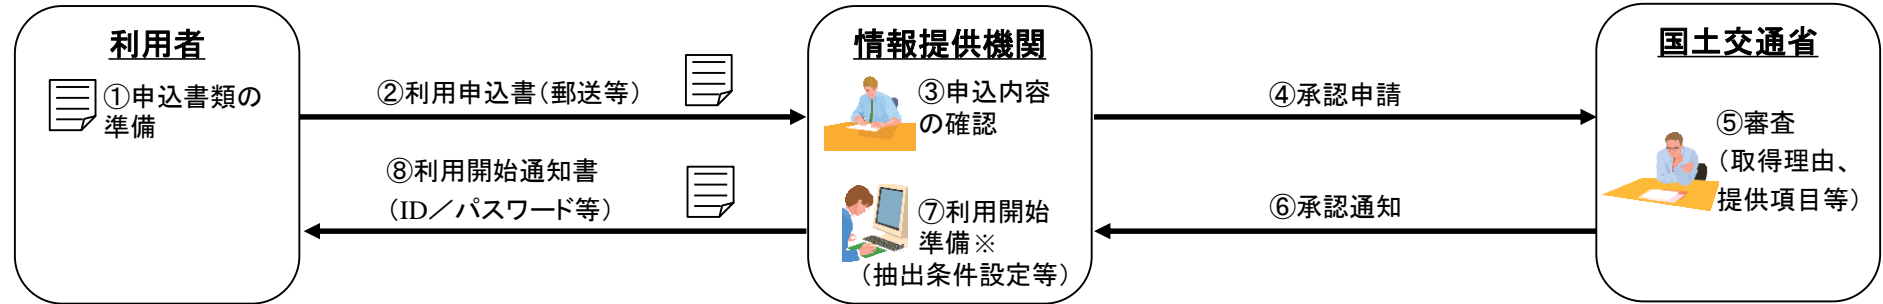 利用者
①申込書類の
準備
②利用申込書（郵送等）
⑧利用開始通知書
（ID／パスワード等）
情報提供機関
③申込内容
の確認
⑦利用開始
準備※
（抽出条件設定等）
④承認申請
⑥承認通知
国土交通省
⑤審査
（取得理由、
提供項目等）